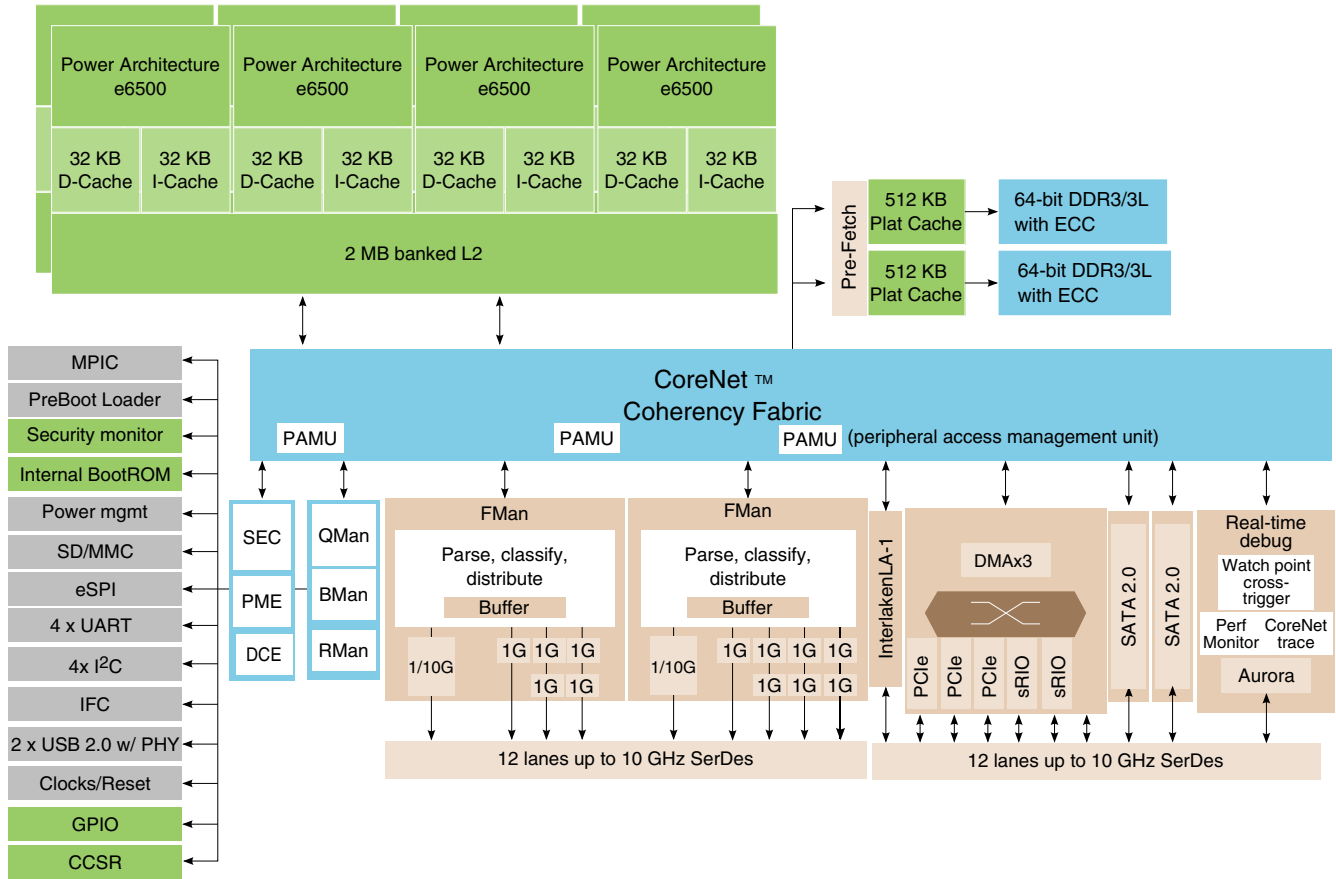 Power Architecture
e6500
Power Architecture
e6500
Power Architecture
e6500
Power Architecture
e6500
32 KB
D-Cache
32 KB
I-Cache
32 KB
D-Cache
32 KB
I-Cache
32 KB
D-Cache
32 KB
I-Cache
32 KB
D-Cache
32 KB
I-Cache
2 MB banked L2
Pre-Fetch
512 KB
Plat Cache
64-bit DDR3/3L
with ECC
512 KB
Plat Cache
64-bit DDR3/3L
with ECC
MPIC
PreBoot Loader
Security monitor
Internal BootROM
Power mgmt
SD/MMC
eSPI
4 x UART
4x I²C
IFC
2 x USB 2.0 w/ PHY
Clocks/Reset
GPIO
CCSR
CoreNet TM
Coherency Fabric
PAMU
PAMU
PAMU (peripheral access management unit)
SEC
PME
DCE
QMan
BMan
RMan
FMan
Parse, classify,
distribute
Buffer
1/10G
1G 1G 1G
1G 1G
FMan
Parse, classify,
distribute
Buffer
1/10G
1G 1G 1G 1G
1G 1G 1G
InterlakenLA-1
DMAx3
PCIe
PCIe
PCIe
sRIO
sRIO
SATA 2.0
SATA 2.0
Real-time
debug
Watch point
cross-
trigger
Perf
Monitor
CoreNet
trace
Aurora
12 lanes up to 10 GHz SerDes
12 lanes up to 10 GHz SerDes